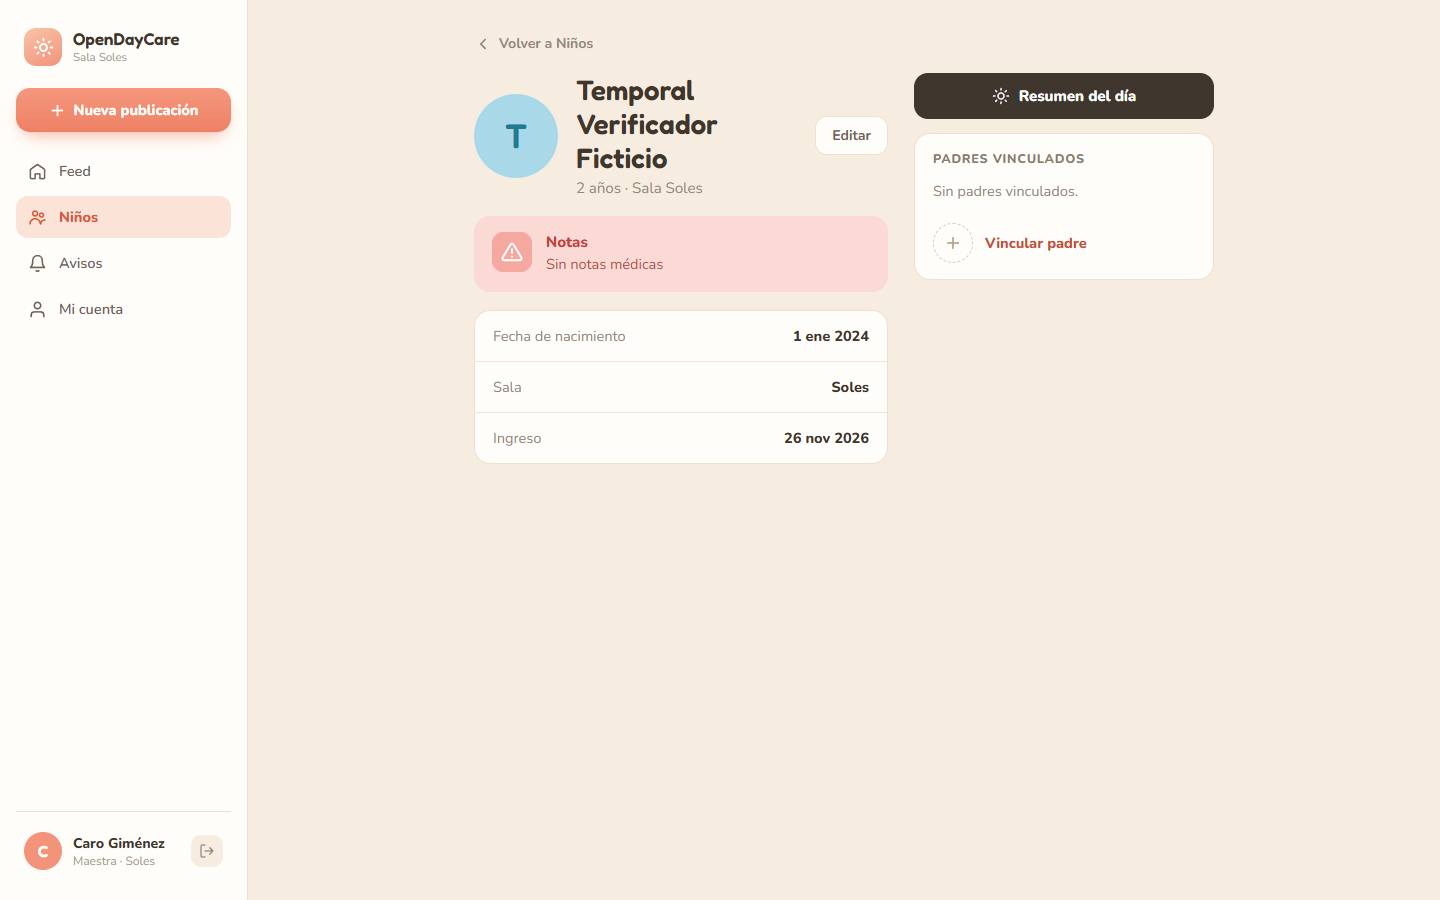 OpenDayCare
Sala Soles
Nueva publicación
Feed
Niños
Avisos
Mi cuenta
Caro Giménez
Maestra · Soles
C
Volver a Niños
T
Temporal
Verificador
Ficticio
2 años · Sala Soles
Editar
Notas
Sin notas médicas
Fecha de nacimiento 1 ene 2024
Sala Soles
Ingreso 26 nov 2026
Resumen del día
PADRES VINCULADOS
Sin padres vinculados.
Vincular padre